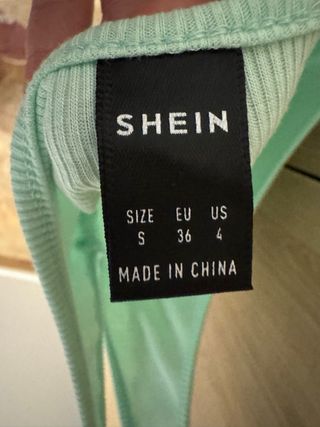 SHEIN
SIZE EU US
S 36 4
MADE IN CHINA